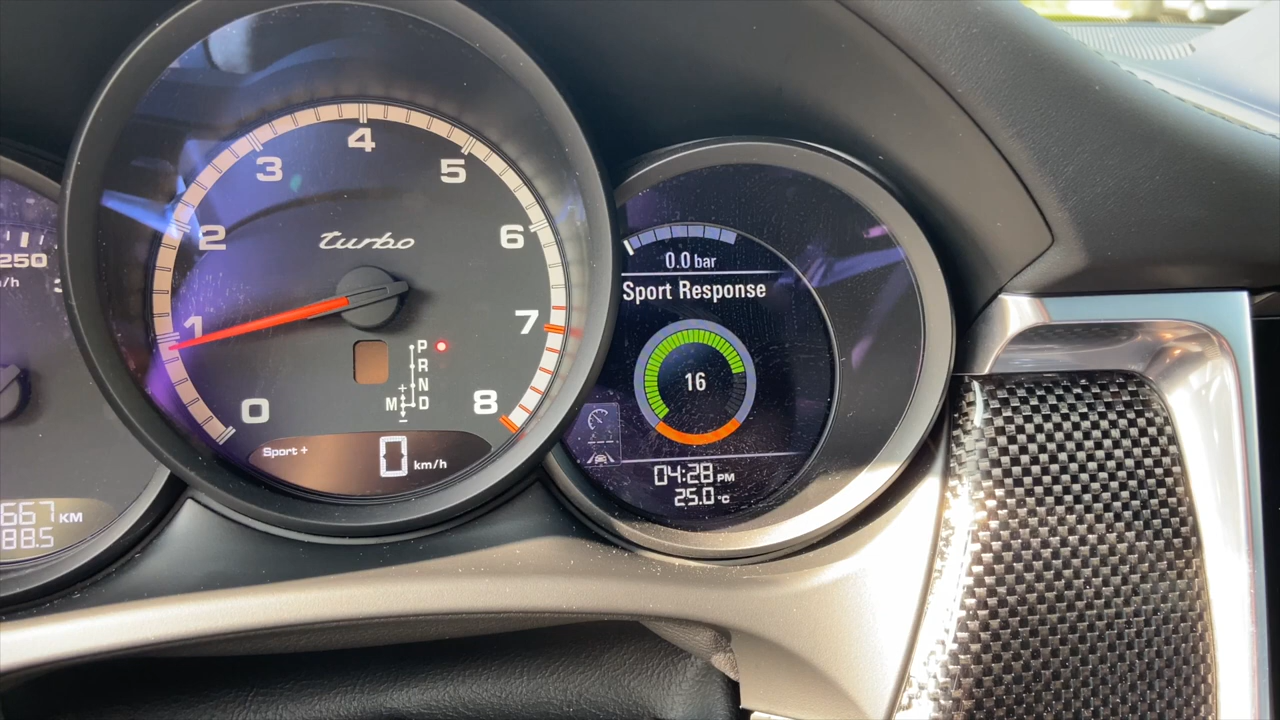 250
667 KM
88.5
0
1
2
3
4
5
6
7
8
turbo
P
R
N
M D
+
-
Sport +
0 km/h
0.0 bar
Sport Response
16
04:28 PM
25.0 °C